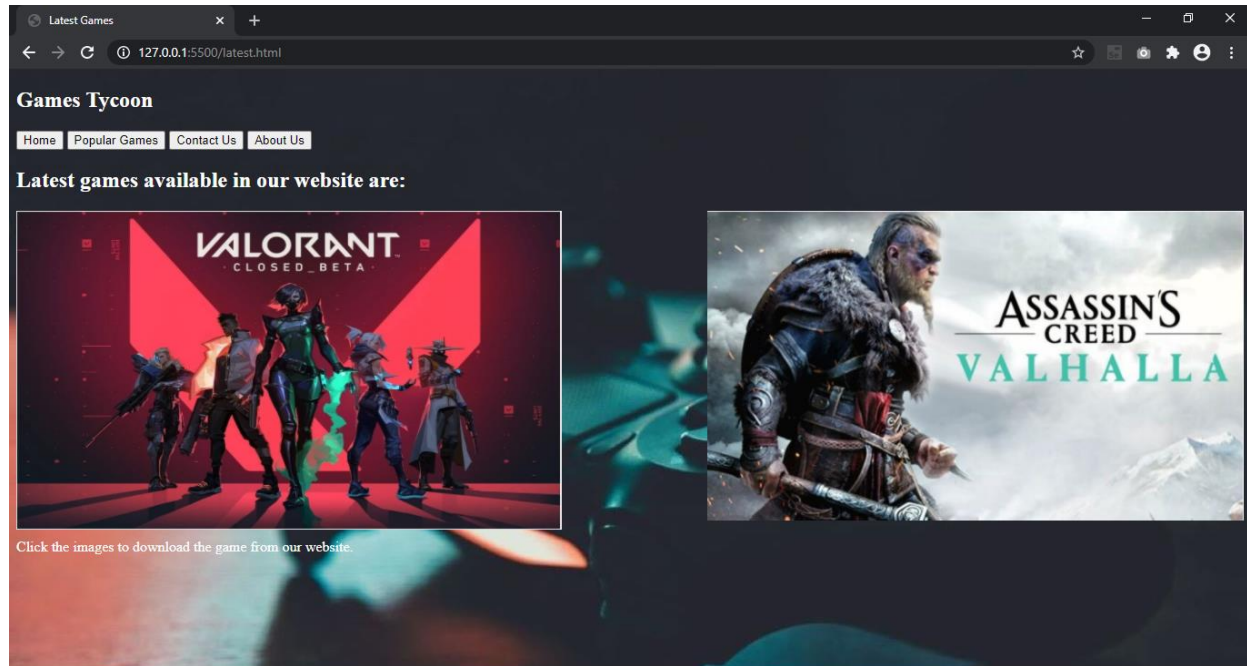 Latest Games
127.0.0.1:5500/latest.html
Games Tycoon
Home Popular Games Contact Us About Us
Latest games available in our website are:
VALORANT
CLOSED_BETA
ASSASSIN'S
CREED
VALHALLA
Click the images to download the game from our website.